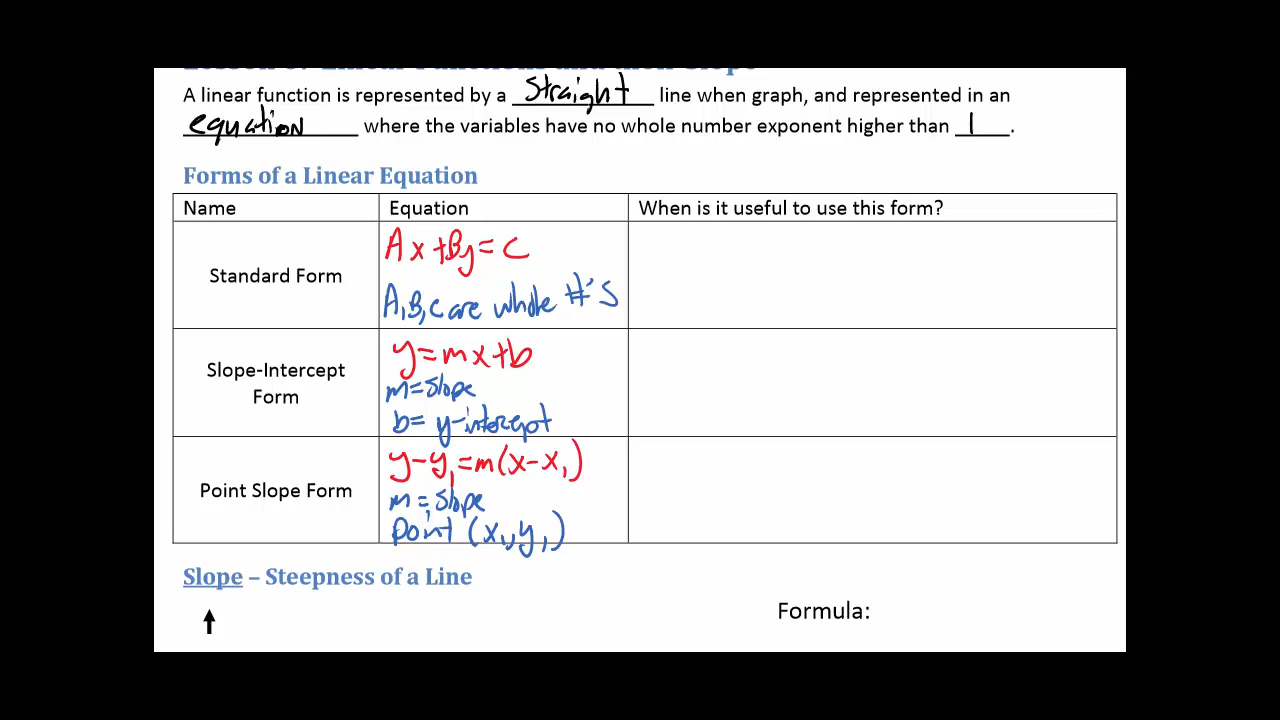 A linear function is represented by a straight line when graph, and represented in an
equation where the variables have no whole number exponent higher than 1.
Forms of a Linear Equation
Name Equation When is it useful to use this form?
Standard Form
Ax + By = C
A, B, C are whole #'s
Slope-Intercept
Form
y = mx + b
m = slope
b = y-intercept
Point Slope Form
y - y₁ = m(x - x₁)
m = slope
point (x₁, y₁)
Slope – Steepness of a Line
Formula: